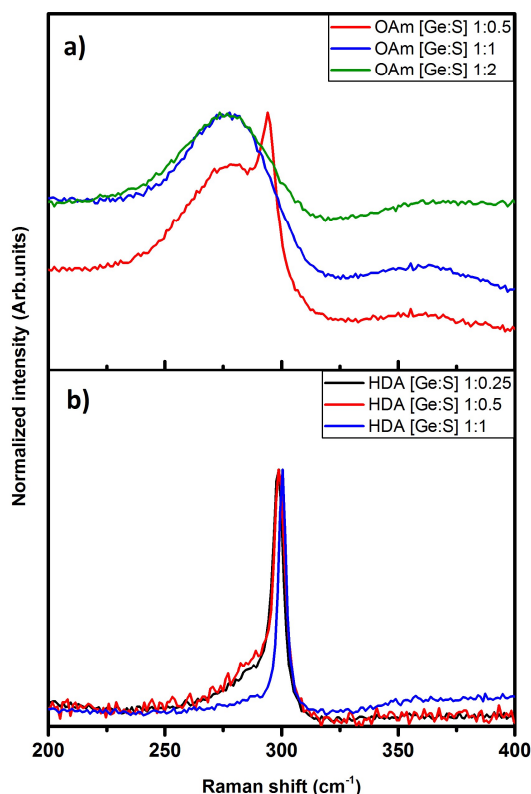 a)
OAm [Ge:S] 1:0.5
OAm [Ge:S] 1:1
OAm [Ge:S] 1:2
b)
HDA [Ge:S] 1:0.25
HDA [Ge:S] 1:0.5
HDA [Ge:S] 1:1
Normalized intensity (Arb.units)
200 250 300 350 400
Raman shift (cm⁻¹)